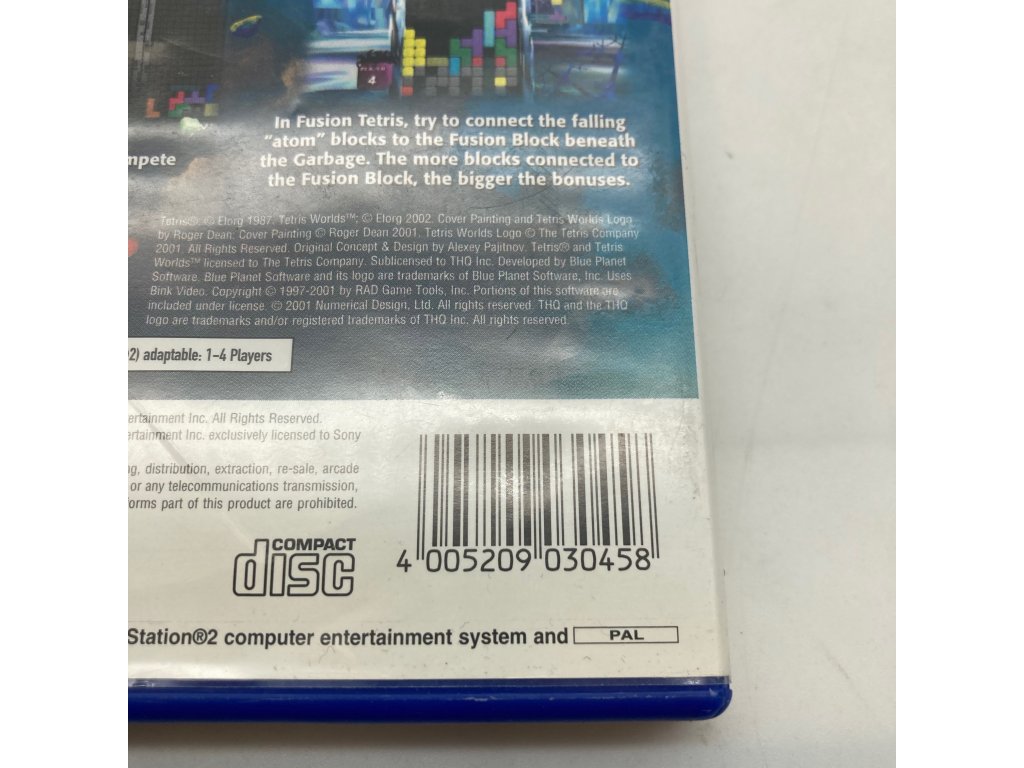 4
In Fusion Tetris, try to connect the falling
"atom" blocks to the Fusion Block beneath
the Garbage. The more blocks connected to
the Fusion Block, the bigger the bonuses.
mpete
Tetris®; © Elorg 1987. Tetris Worlds™; © Elorg 2002. Cover Painting and Tetris Worlds Logo
by Roger Dean. Cover Painting © Roger Dean 2001. Tetris Worlds Logo © The Tetris Company
2001. All Rights Reserved. Original Concept & Design by Alexey Pajitnov. Tetris® and Tetris
Worlds™ licensed to The Tetris Company. Sublicensed to THQ Inc. Developed by Blue Planet
Software. Blue Planet Software and its logo are trademarks of Blue Planet Software, Inc. Uses
Bink Video. Copyright © 1997-2001 by RAD Game Tools, Inc. Portions of this software are
included under license. © 2001 Numerical Design, Ltd. All rights reserved. THQ and the THQ
logo are trademarks and/or registered trademarks of THQ Inc. All rights reserved.
2) adaptable: 1–4 Players
ertainment Inc. All Rights Reserved.
ertainment Inc. exclusively licensed to Sony
g, distribution, extraction, re-sale, arcade
or any telecommunications transmission,
forms part of this product are prohibited.
COMPACT
disc
4 005209 030458
Station®2 computer entertainment system and PAL